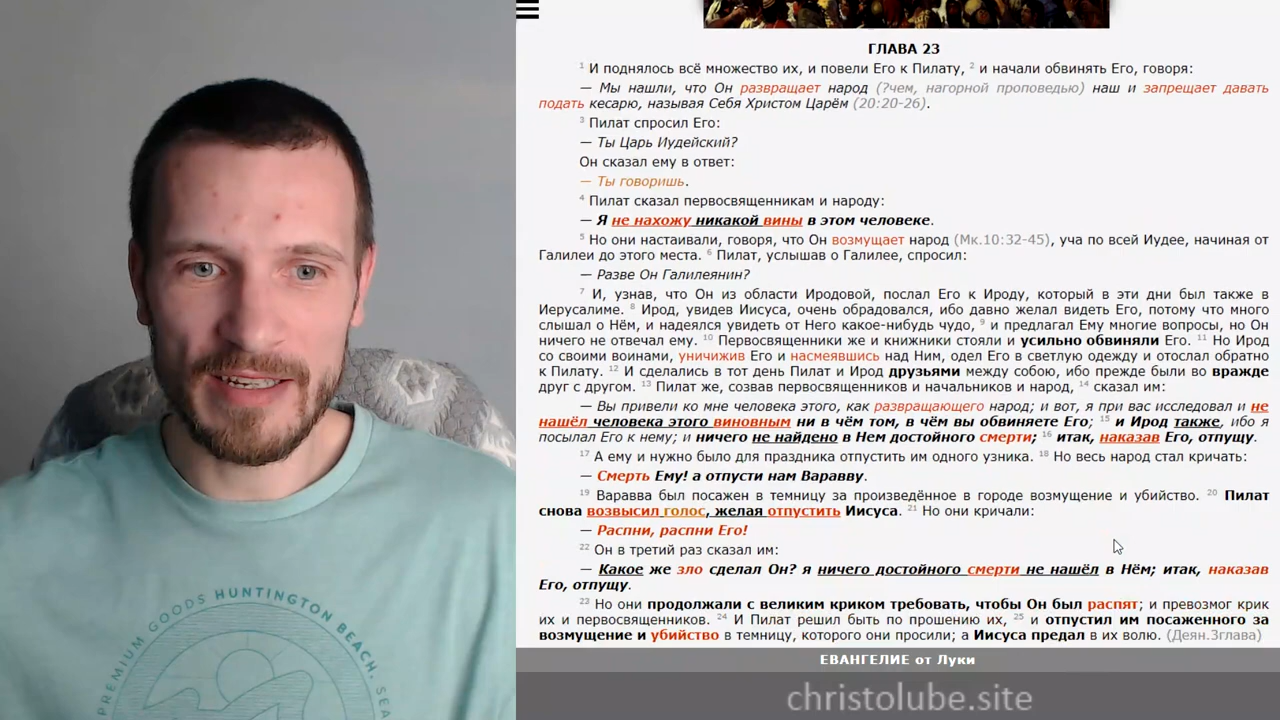 ГЛАВА 23
1 И поднялось всё множество их, и повели Его к Пилату, 2 и начали обвинять Его, говоря:
— Мы нашли, что Он развращает народ (?чем, нагорной проповедью) наш и запрещает давать
подать кесарю, называя Себя Христом Царём (20:20-26).
3 Пилат спросил Его:
— Ты Царь Иудейский?
Он сказал ему в ответ:
— Ты говоришь.
4 Пилат сказал первосвященникам и народу:
— Я не нахожу никакой вины в этом человеке.
5 Но они настаивали, говоря, что Он возмущает народ (Мк.10:32-45), уча по всей Иудее, начиная от
Галилеи до этого места. 6 Пилат, услышав о Галилее, спросил:
— Разве Он Галилеянин?
7 И, узнав, что Он из области Иродовой, послал Его к Ироду, который в эти дни был также в
Иерусалиме. 8 Ирод, увидев Иисуса, очень обрадовался, ибо давно желал видеть Его, потому что много
слышал о Нём, и надеялся увидеть от Него какое-нибудь чудо, 9 и предлагал Ему многие вопросы, но Он
ничего не отвечал ему. 10 Первосвященники же и книжники стояли и усильно обвиняли Его. 11 Но Ирод
со своими воинами, уничижив Его и насмеявшись над Ним, одел Его в светлую одежду и отослал обратно
к Пилату. 12 И сделались в тот день Пилат и Ирод друзьями между собою, ибо прежде были во вражде
друг с другом. 13 Пилат же, созвав первосвященников и начальников и народ, 14 сказал им:
— Вы привели ко мне человека этого, как развращающего народ; и вот, я при вас исследовал и не
нашёл человека этого виновным ни в чём том, в чём вы обвиняете Его; 15 и Ирод также, ибо я
посылал Его к нему; и ничего не найдено в Нем достойного смерти; 16 итак, наказав Его, отпущу.
17 А ему и нужно было для праздника отпустить им одного узника. 18 Но весь народ стал кричать:
— Смерть Ему! а отпусти нам Варавву.
19 Варавва был посажен в темницу за произведённое в городе возмущение и убийство. 20 Пилат
снова возвысил голос, желая отпустить Иисуса. 21 Но они кричали:
— Распни, распни Его!
22 Он в третий раз сказал им:
— Какое же зло сделал Он? я ничего достойного смерти не нашёл в Нём; итак, наказав
Его, отпущу.
23 Но они продолжали с великим криком требовать, чтобы Он был распят; и превозмог крик
их и первосвященников. 24 И Пилат решил быть по прошению их, 25 и отпустил им посаженного за
возмущение и убийство в темницу, которого они просили; а Иисуса предал в их волю. (Деян.3глава)
ЕВАНГЕЛИЕ от Луки
christolube.site
PREMIUM GOODS HUNTINGTON BEACH,